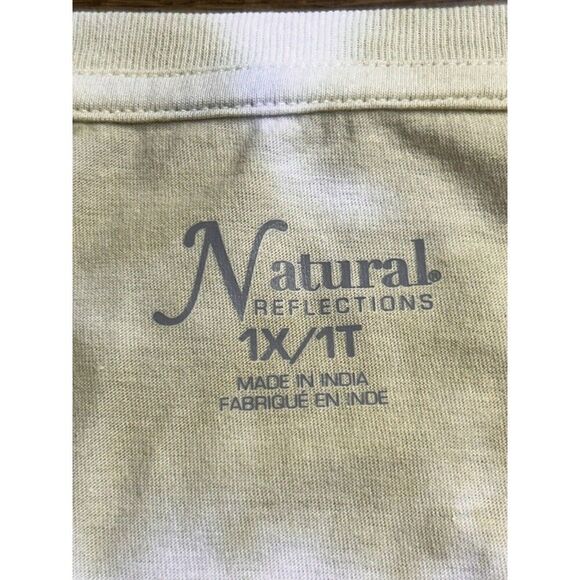 Natural
REFLECTIONS
1X/1T
MADE IN INDIA
FABRIQUÉ EN INDE